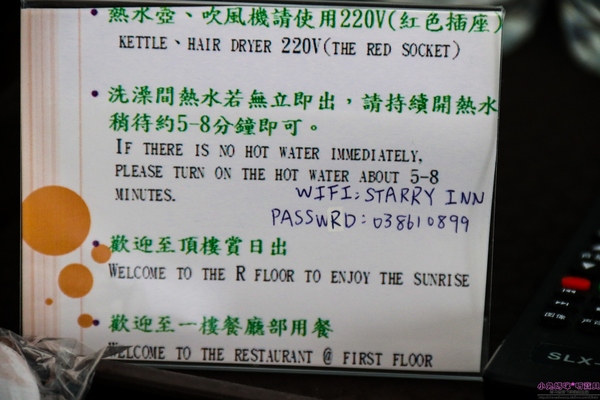 • 熱水壺、吹風機請使用220V(紅色插座)
KETTLE、HAIR DRYER 220V(THE RED SOCKET)
• 洗澡間熱水若無立即出，請持續開熱水
稍待約5-8分鐘即可。
IF THERE IS NO HOT WATER IMMEDIATELY,
PLEASE TURN ON THE HOT WATER ABOUT 5-8
MINUTES.
WIFI: STARRY INN
PASSWRD: 038610899
• 歡迎至頂樓賞日出
WELCOME TO THE R FLOOR TO ENJOY THE SUNRISE
• 歡迎至一樓餐廳部用餐
WELCOME TO THE RESTAURANT @ FIRST FLOOR
SLX-